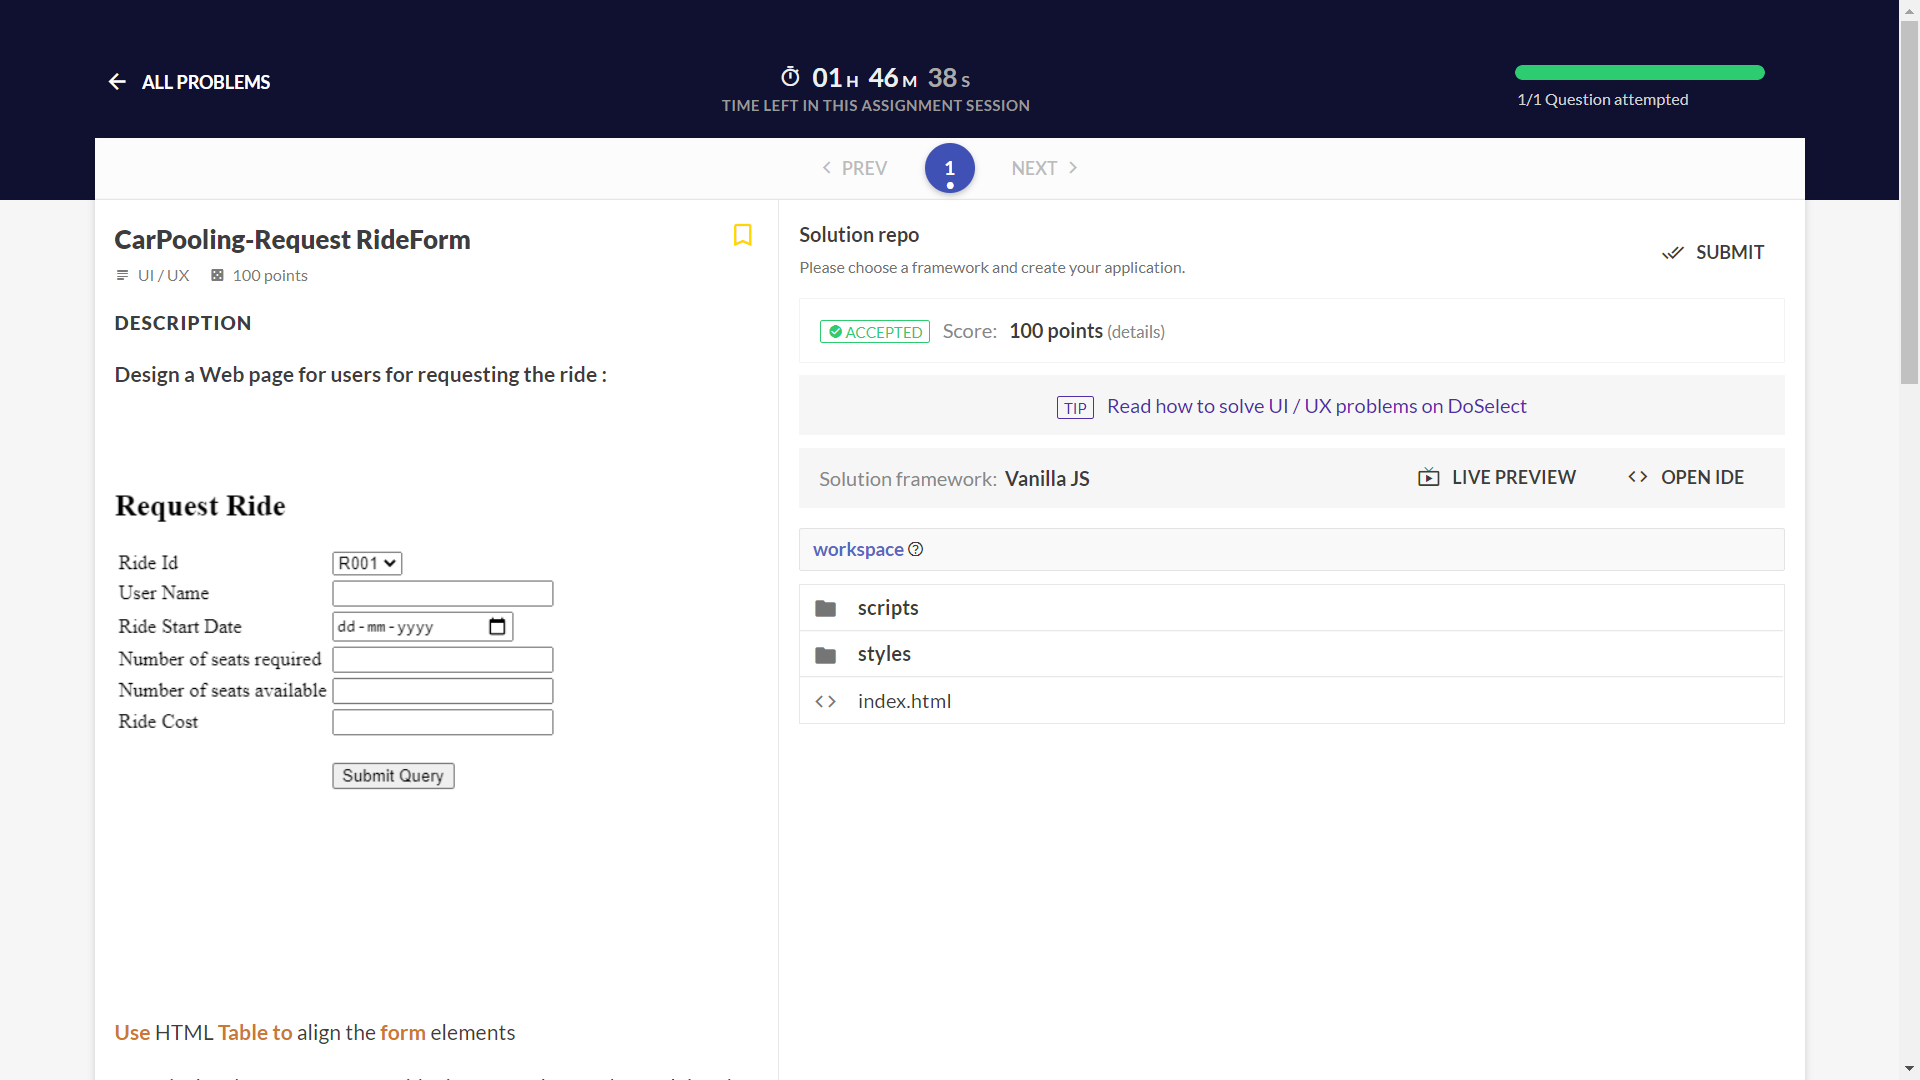 ALL PROBLEMS
01 H 46 M 38 S
TIME LEFT IN THIS ASSIGNMENT SESSION
1/1 Question attempted
PREV
1
NEXT
CarPooling-Request RideForm
UI / UX 100 points
DESCRIPTION
Design a Web page for users for requesting the ride :
Request Ride
Ride Id R001
User Name
Ride Start Date dd-mm-yyyy
Number of seats required
Number of seats available
Ride Cost
Submit Query
Use HTML Table to align the form elements
Solution repo
Please choose a framework and create your application.
SUBMIT
ACCEPTED Score: 100 points (details)
TIP Read how to solve UI / UX problems on DoSelect
Solution framework: Vanilla JS
LIVE PREVIEW
OPEN IDE
workspace
scripts
styles
index.html